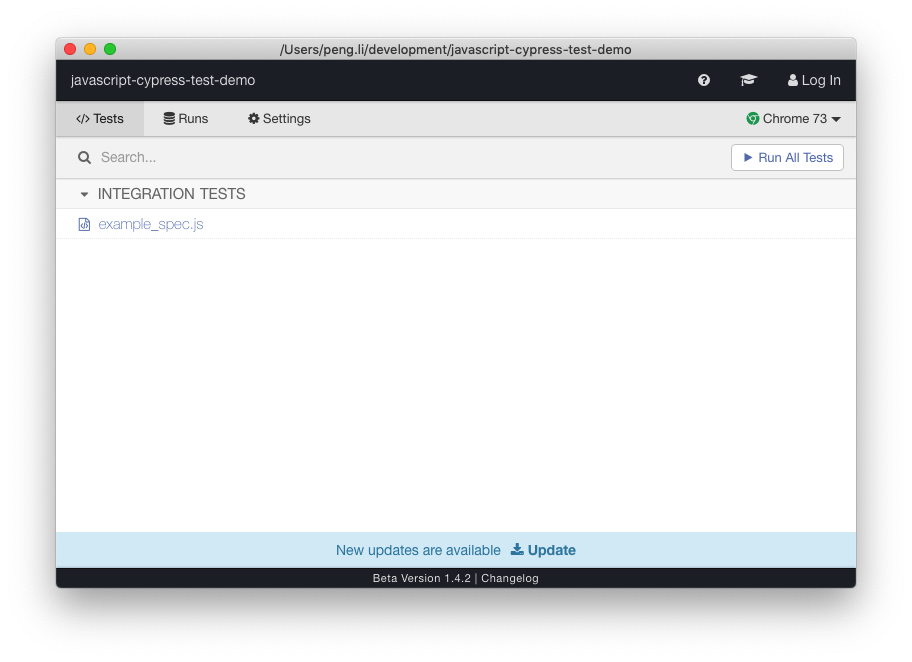 /Users/peng.li/development/javascript-cypress-test-demo
javascript-cypress-test-demo Log In
Tests Runs Settings Chrome 73
Search... Run All Tests
INTEGRATION TESTS
example_spec.js
New updates are available Update
Beta Version 1.4.2 | Changelog